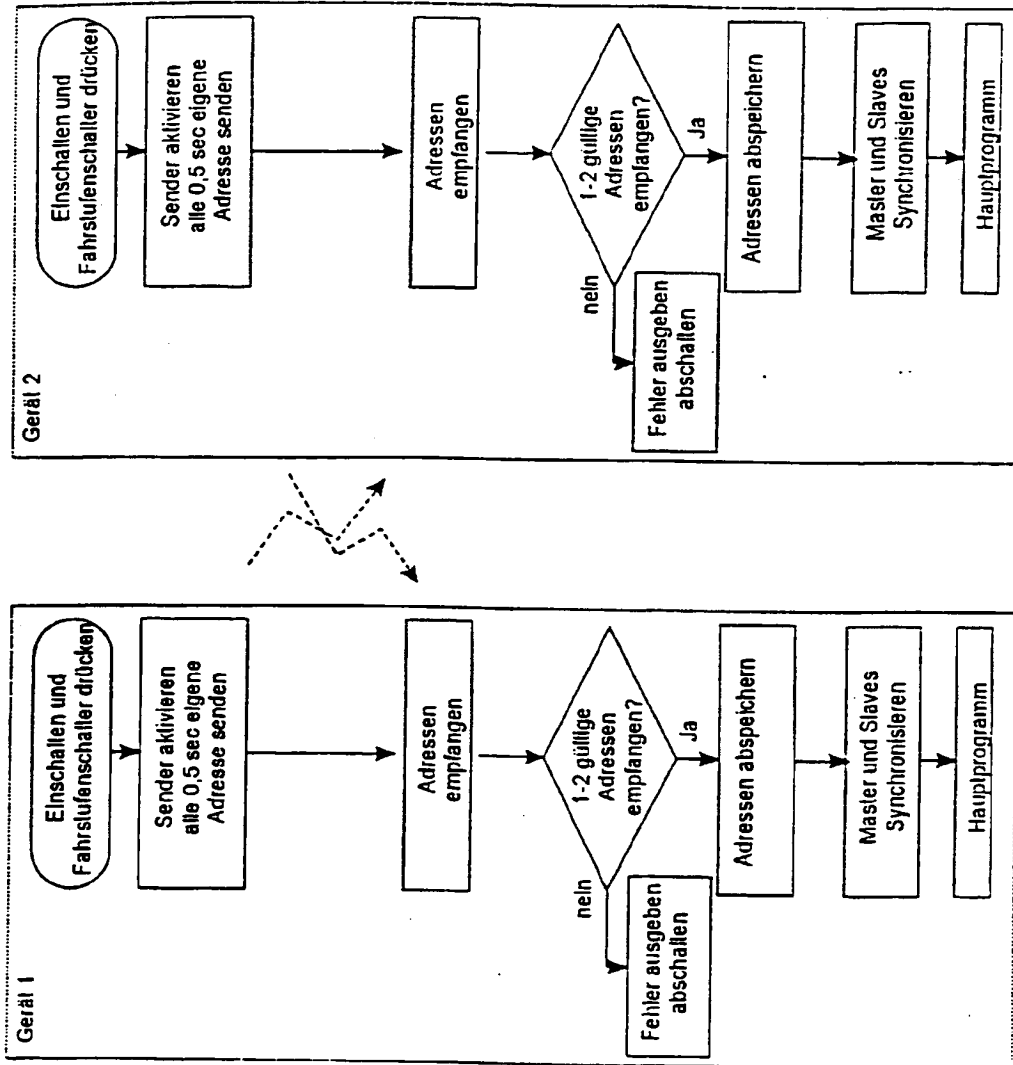 Gerät 1
Einschalten und
Fahrstufenschalter drücken
Sender aktivieren
alle 0,5 sec eigene
Adresse senden
Adressen
empfangen
1-2 gültige
Adressen
empfangen?
neln
Ja
Fehler ausgeben
abschalten
Adressen abspeichern
Master und Slaves
Synchronisieren
Hauptprogramm
Gerät 2
Einschalten und
Fahrstufenschalter drücken
Sender aktivieren
alle 0,5 sec eigene
Adresse senden
Adressen
empfangen
1-2 gültige
Adressen
empfangen?
neln
Ja
Fehler ausgeben
abschalten
Adressen abspeichern
Master und Slaves
Synchronisieren
Hauptprogramm